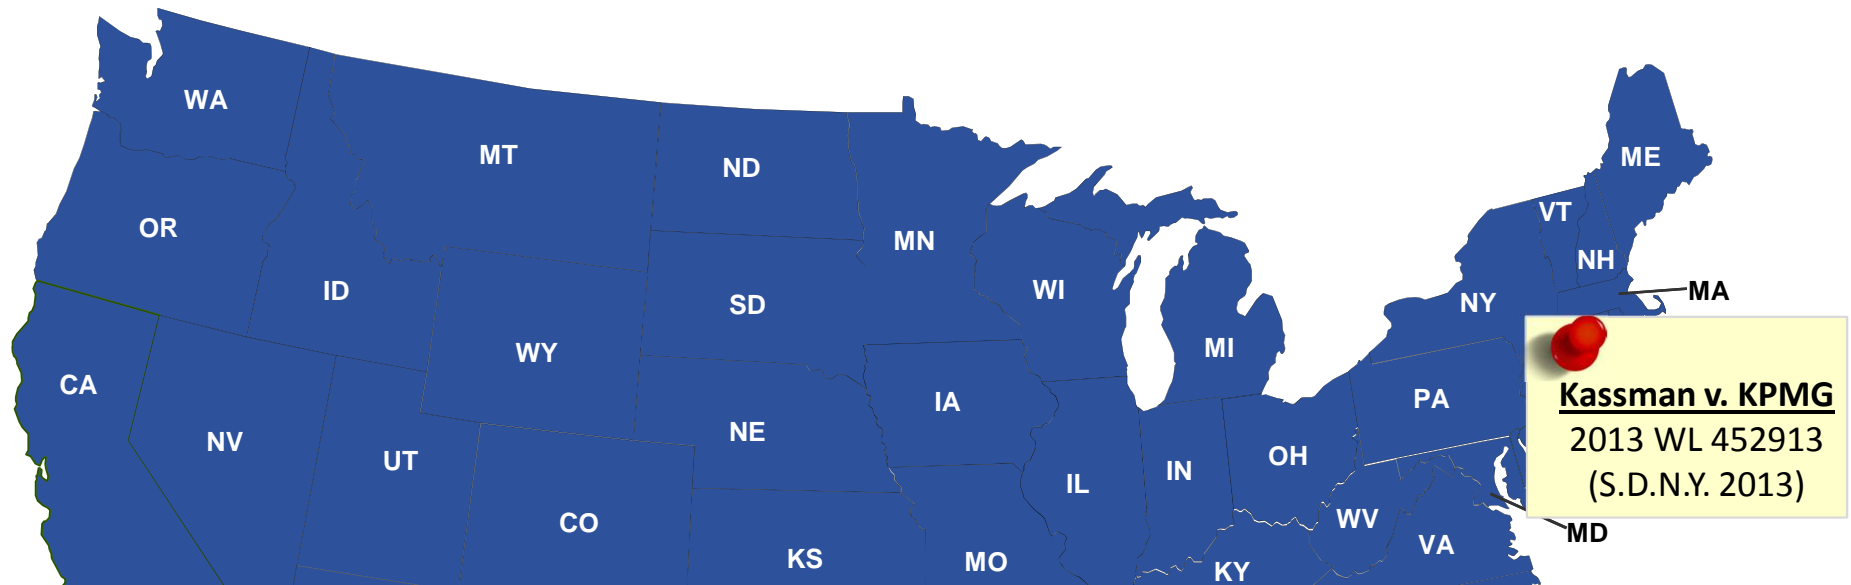 WA
MT
ND
ME
OR
VT
MN
NH
ID
WI
MA
SD
NY
WY
MI
CA
PA
IA
Kassman v. KPMG
NV
NE
2013 WL 452913
UT
OH
IN
IL
(S.D.N.Y. 2013)
CO
WV
MD
VA
KS
MO
KY